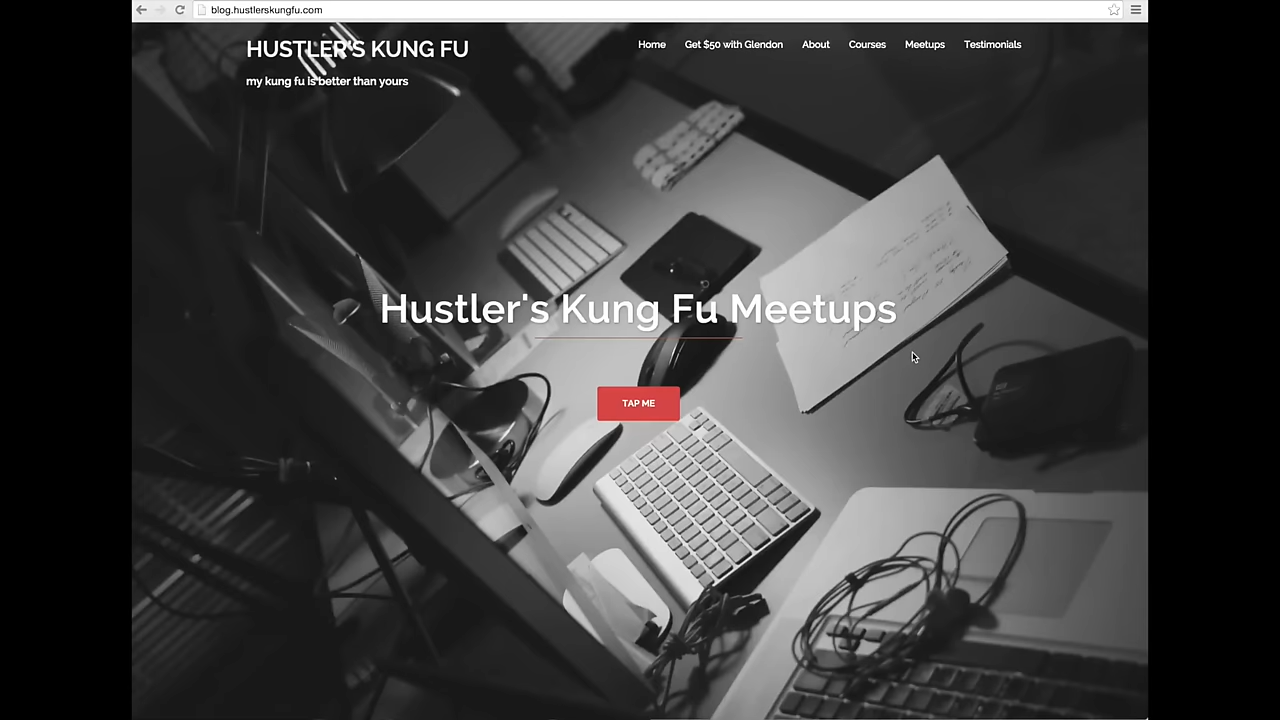 blog.hustlerskungfu.com
HUSTLER'S KUNG FU
my kung fu is better than yours
Home Get $50 with Glendon About Courses Meetups Testimonials
Hustler's Kung Fu Meetups
TAP ME